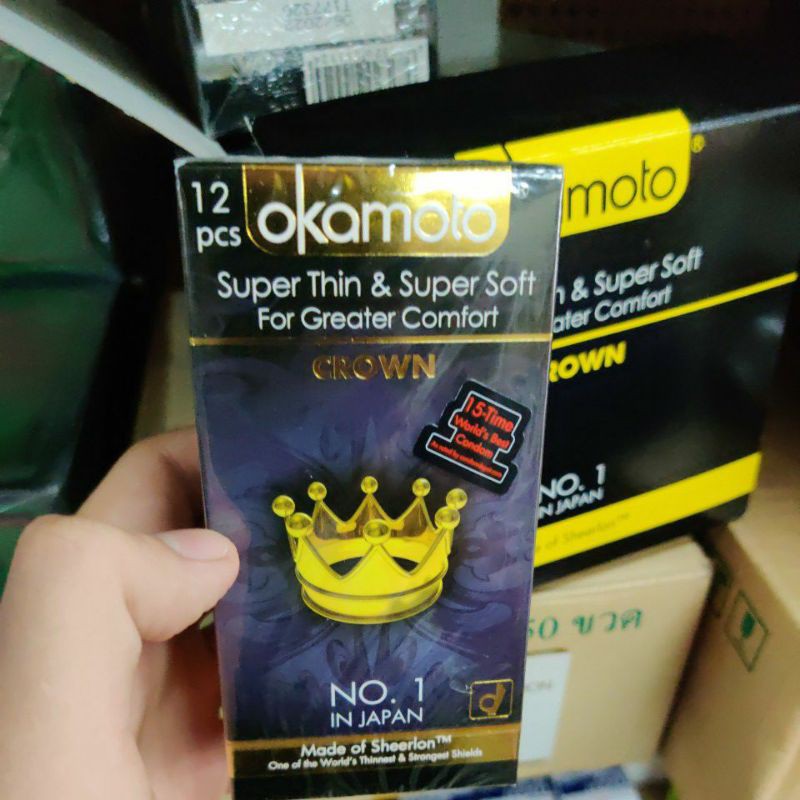 12
pcs
okamoto
Super Thin & Super Soft
For Greater Comfort
CROWN
15-Time
World's Best
Condom
NO. 1
IN JAPAN
Made of Sheerlon™
One of the World's Thinnest & Strongest Shields
moto®
& Super Soft
ater Comfort
ROWN
NO. 1
IN JAPAN
of Sheerlon™
50 ขวด